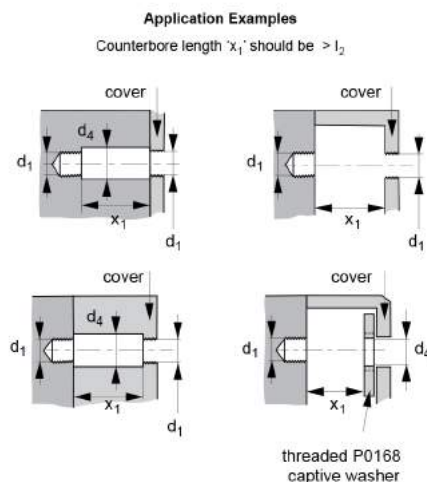 Application Examples
Counterbore length 'x₁' should be > l₂
cover
d₄
d₁
x₁
d₁
cover
d₁
x₁
d₁
cover
d₄
d₁
x₁
d₁
cover
d₁
x₁
d₄
threaded P0168
captive washer